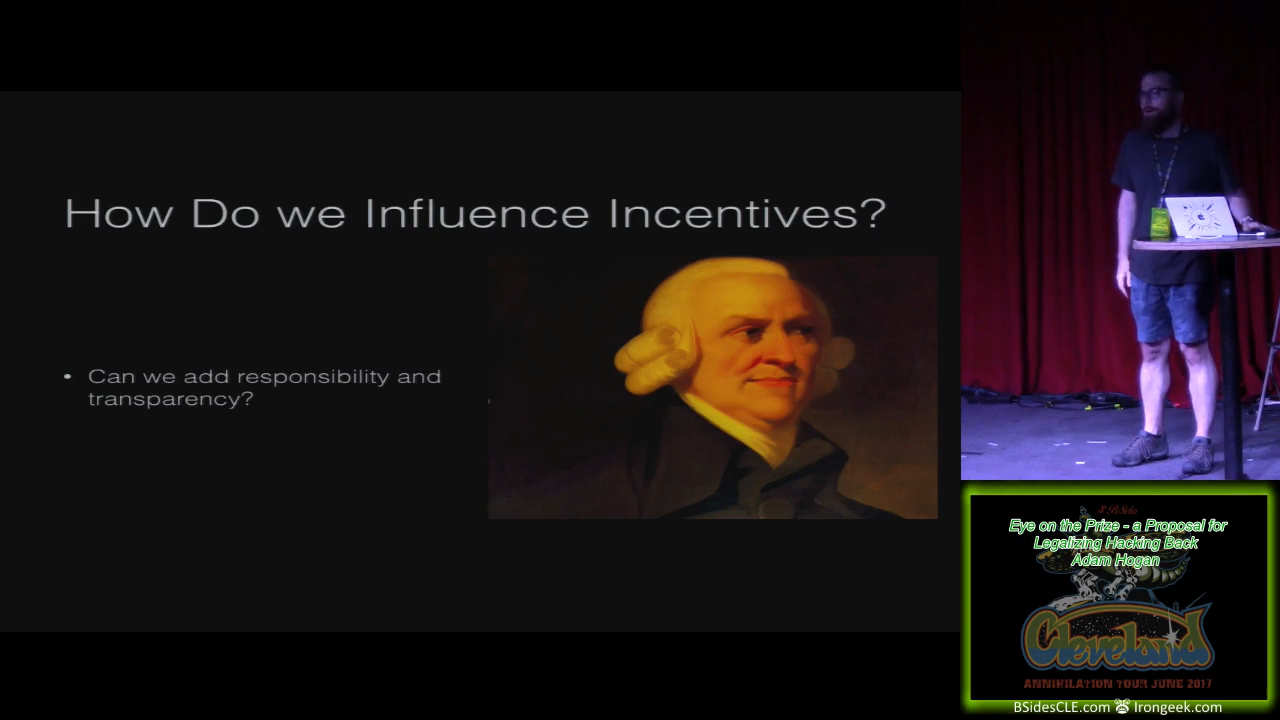 How Do we Influence Incentives?
• Can we add responsibility and
transparency?
$ BSides
Eye on the Prize - a Proposal for
Legalizing Hacking Back
Adam Hogan
Cleveland
ANNIHILATION TOUR JUNE 2017
BSidesCLE.com Irongeek.com